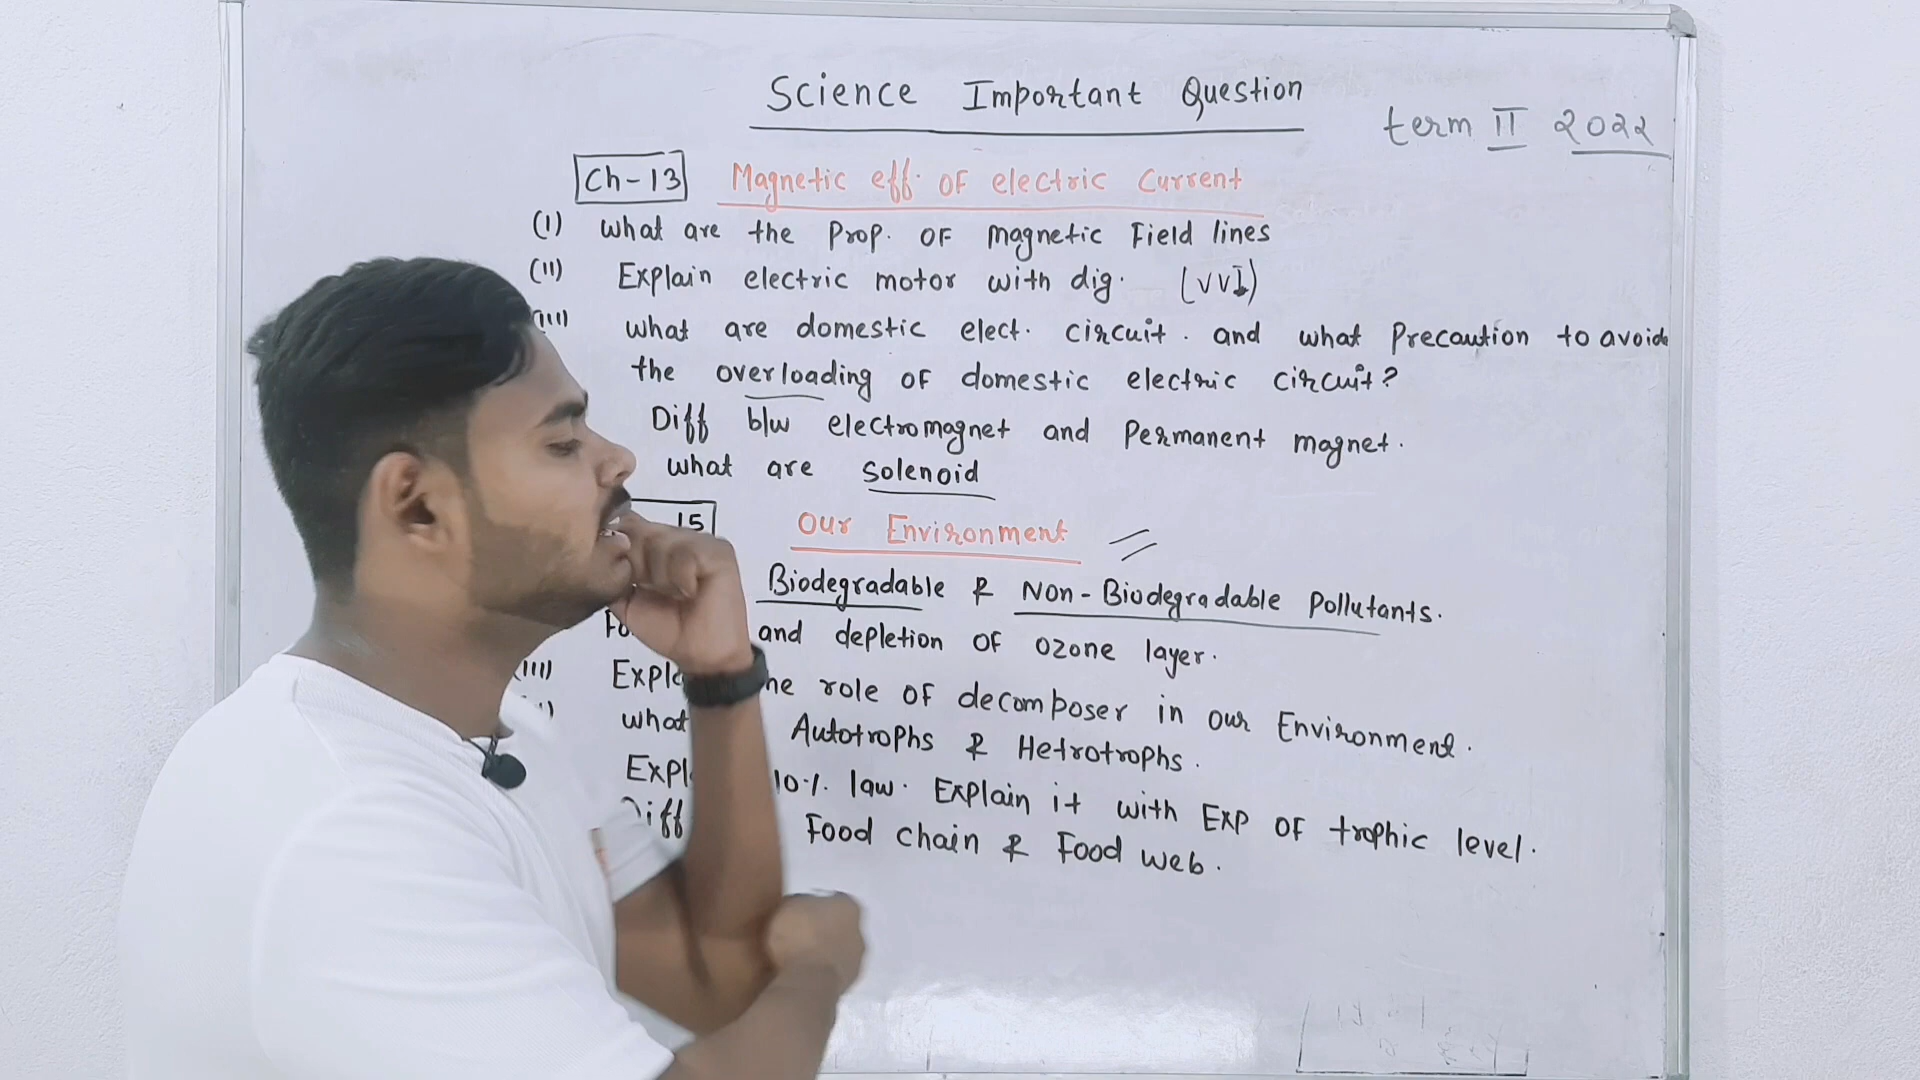 Science Important Question
term II 2022
Ch-13 Magnetic eff. OF electric Current
(I) What are the Prop. OF magnetic Field lines
(II) Explain electric motor with dig. (VVI)
(III) what are domestic elect. circuit. and what Precaution to avoid
the overloading OF domestic electric circuit?
Diff b/w electromagnet and Permanent magnet.
what are solenoid
15 Our Environment
Biodegradable & Non-Biodegradable Pollutants.
and depletion OF ozone layer.
(III) role OF decomposer in our Environment.
what Autotrophs & Hetrotrophs.
10% law. Explain it with Exp OF trophic level.
Diff Food chain & Food web.